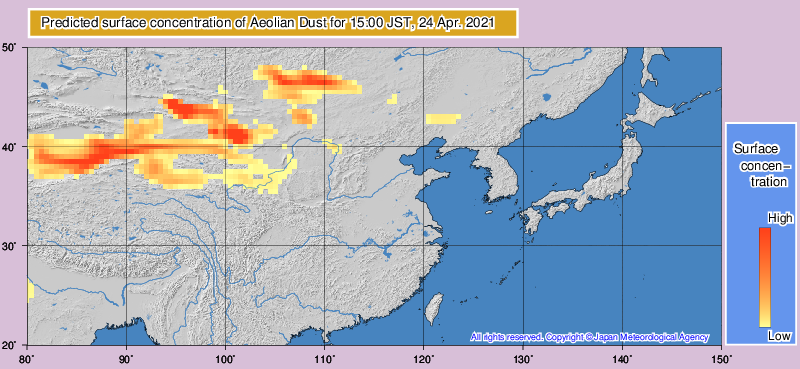 Predicted surface concentration of Aeolian Dust for 15:00 JST, 24 Apr. 2021
50°
40°
30°
20°
80°
90°
100°
110°
120°
130°
140°
150°
Surface
concen–
tration
High
Low
All rights reserved. Copyright © Japan Meteorological Agency